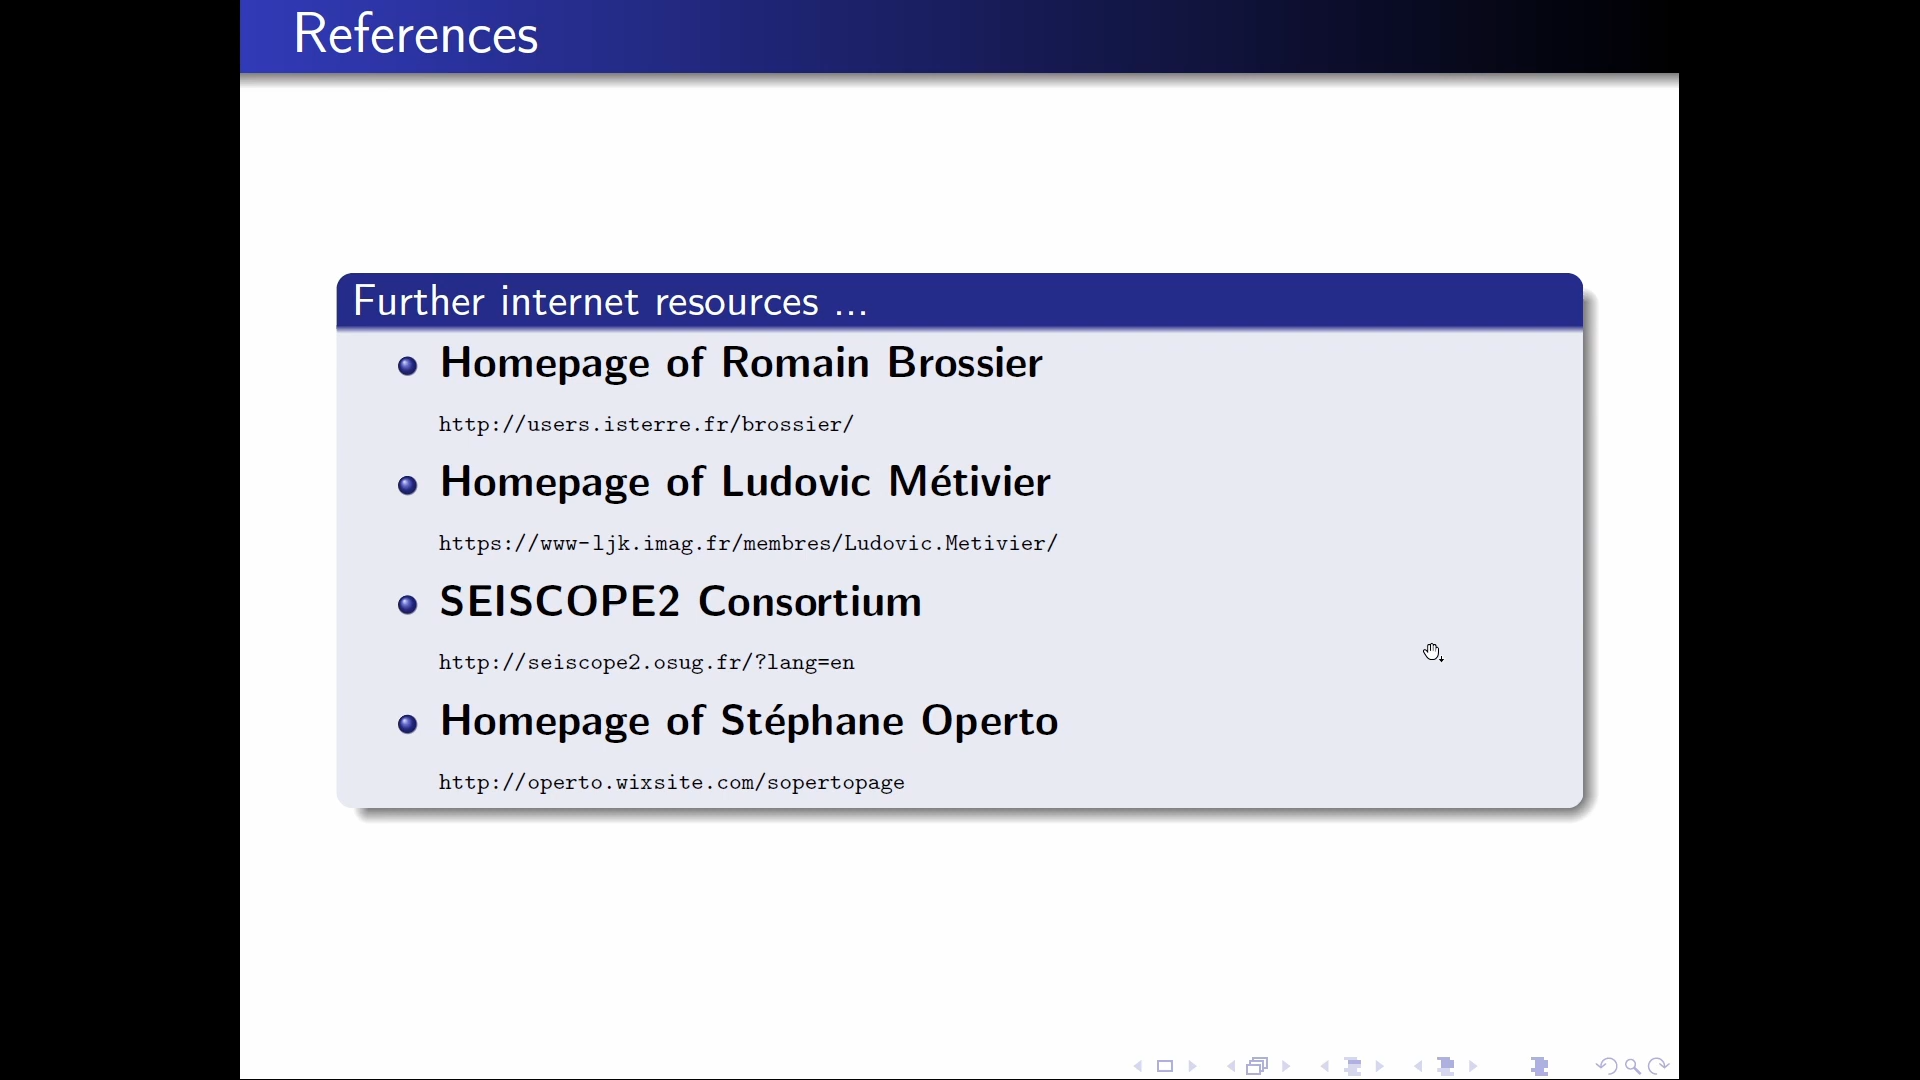 References
Further internet resources ...
Homepage of Romain Brossier
http://users.isterre.fr/brossier/
Homepage of Ludovic Métivier
https://www-ljk.imag.fr/membres/Ludovic.Metivier/
SEISCOPE2 Consortium
http://seiscope2.osug.fr/?lang=en
Homepage of Stéphane Operto
http://operto.wixsite.com/sopertopage